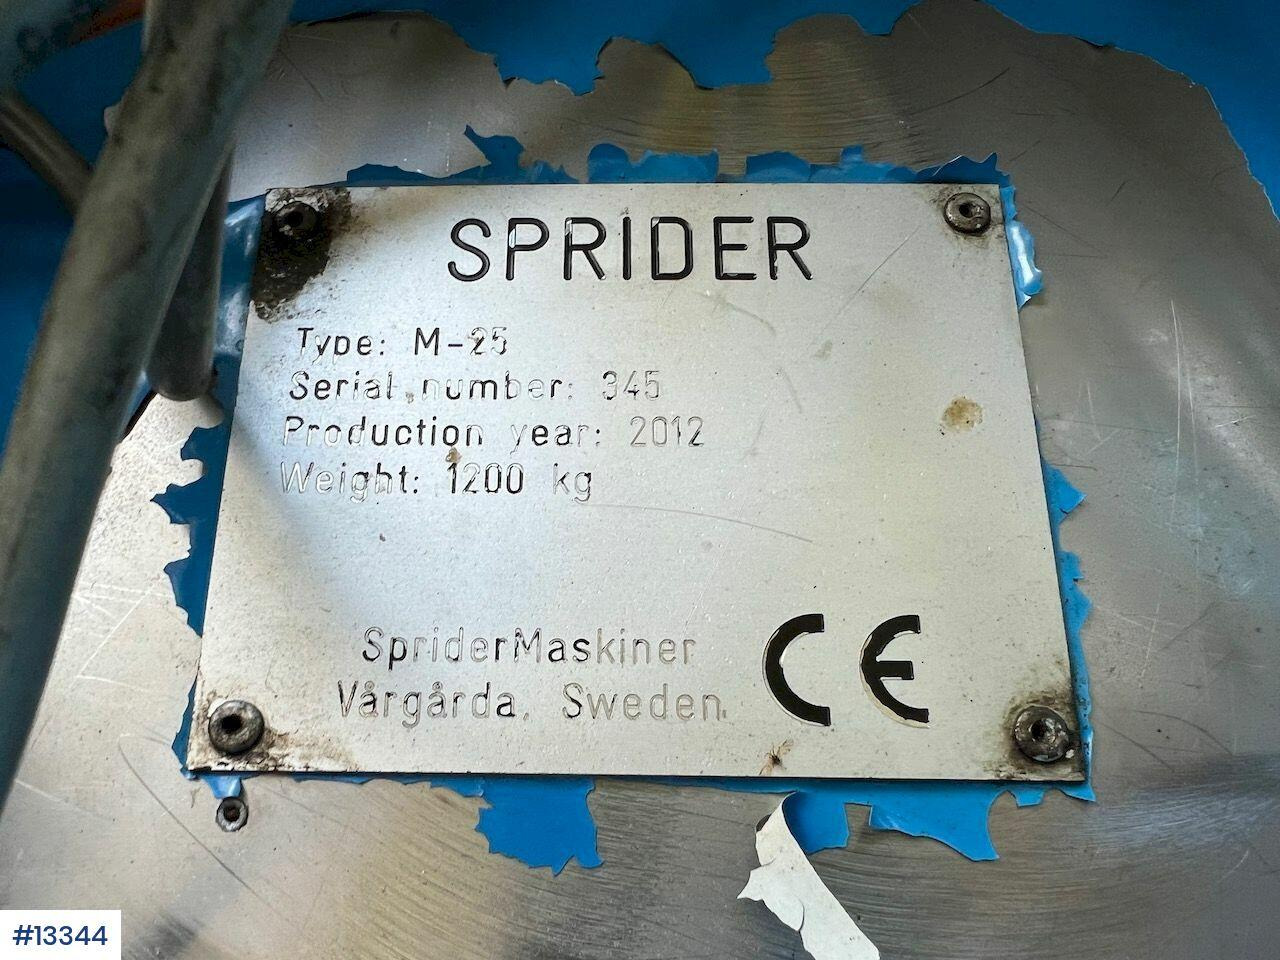 SPRIDER
Type: M-25
Serial number: 345
Production year: 2012
Weight: 1200 kg
SpriderMaskiner
Vårgårda, Sweden.
CE
#13344